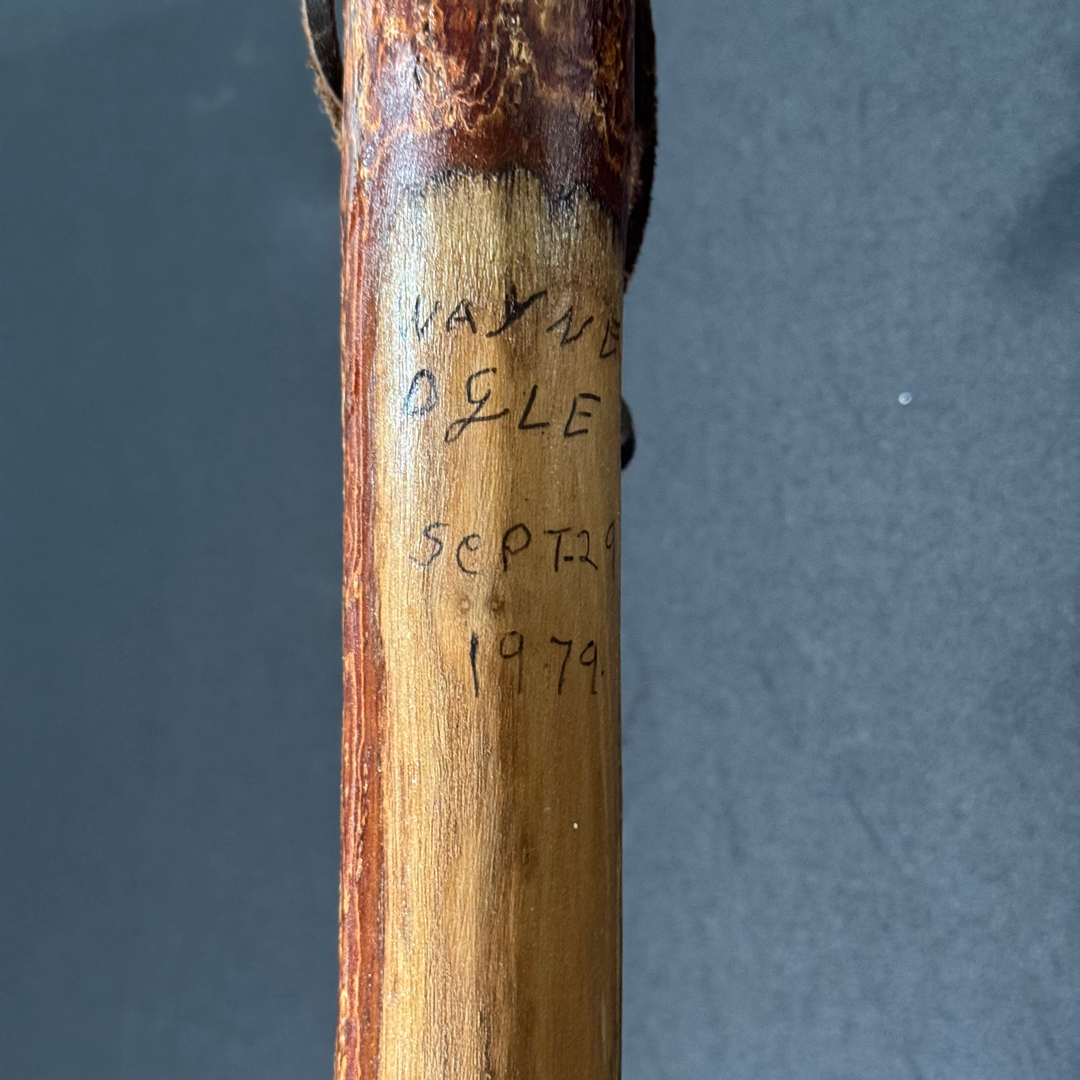 WAYNE
OGLE
SEPT.29
1979.